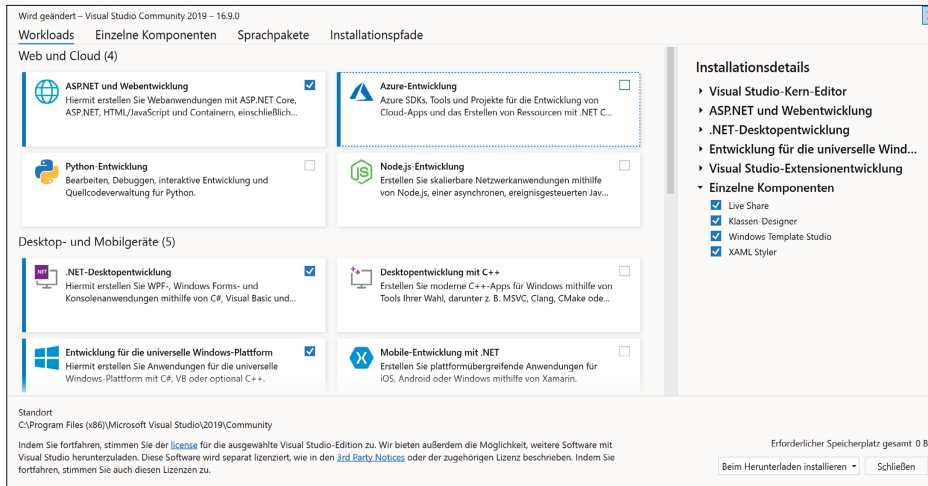 Wird geändert – Visual Studio Community 2019 – 16.9.0
Workloads Einzelne Komponenten Sprachpakete Installationspfade
Web und Cloud (4)
ASP.NET und Webentwicklung
Hiermit erstellen Sie Webanwendungen mit ASP.NET Core,
ASP.NET, HTML/JavaScript und Containern, einschließlich...
Azure-Entwicklung
Azure SDKs, Tools und Projekte für die Entwicklung von
Cloud-Apps und das Erstellen von Ressourcen mit .NET C...
Python-Entwicklung
Bearbeiten, Debuggen, interaktive Entwicklung und
Quellcodeverwaltung für Python.
Node.js-Entwicklung
Erstellen Sie skalierbare Netzwerkanwendungen mithilfe
von Node.js, einer asynchronen, ereignisgesteuerten Jav...
Desktop- und Mobilgeräte (5)
.NET-Desktopentwicklung
Hiermit erstellen Sie WPF-, Windows Forms- und
Konsolenanwendungen mithilfe von C#, Visual Basic und...
Desktopentwicklung mit C++
Erstellen Sie moderne C++-Apps für Windows mithilfe von
Tools Ihrer Wahl, darunter z. B. MSVC, Clang, CMake ode...
Entwicklung für die universelle Windows-Plattform
Hiermit erstellen Sie Anwendungen für die universelle
Windows-Plattform mit C#, VB oder optional C++.
Mobile-Entwicklung mit .NET
Erstellen Sie plattformübergreifende Anwendungen für
iOS, Android oder Windows mithilfe von Xamarin.
Installationsdetails
Visual Studio-Kern-Editor
ASP.NET und Webentwicklung
.NET-Desktopentwicklung
Entwicklung für die universelle Wind...
Visual Studio-Extensionentwicklung
Einzelne Komponenten
Live Share
Klassen-Designer
Windows Template Studio
XAML Styler
Standort
C:\Program Files (x86)\Microsoft Visual Studio\2019\Community
Indem Sie fortfahren, stimmen Sie der license für die ausgewählte Visual Studio-Edition zu. Wir bieten außerdem die Möglichkeit, weitere Software mit
Visual Studio herunterzuladen. Diese Software wird separat lizenziert, wie in den 3rd Party Notices oder der zugehörigen Lizenz beschrieben. Indem Sie
fortfahren, stimmen Sie auch diesen Lizenzen zu.
Erforderlicher Speicherplatz gesamt 0 B
Beim Herunterladen installieren Schließen